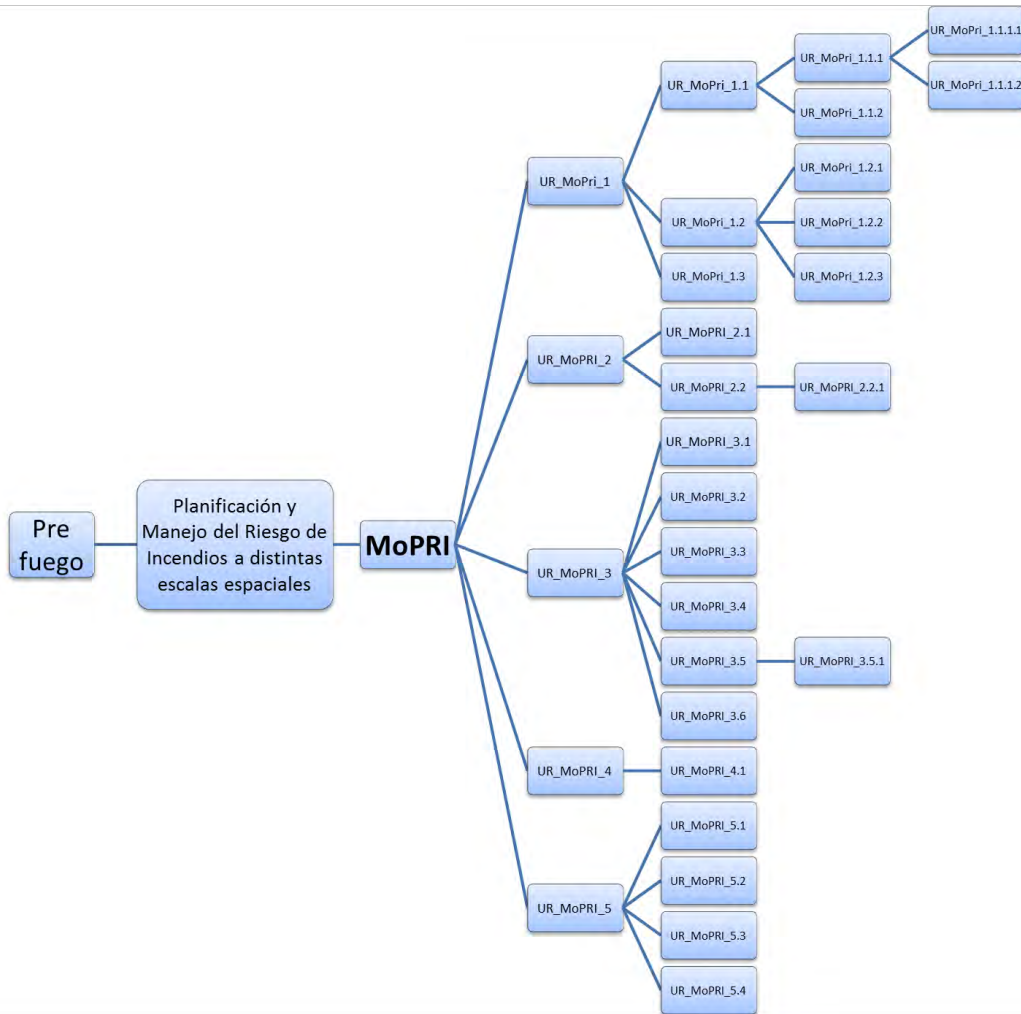 Pre
fuego
Planificación y
Manejo del Riesgo de
Incendios a distintas
escalas espaciales
MoPRI
UR_MoPri_1
UR_MoPri_1.1
UR_MoPri_1.1.1
UR_MoPri_1.1.1.1
UR_MoPri_1.1.1.2
UR_MoPri_1.1.2
UR_MoPri_1.2
UR_MoPri_1.2.1
UR_MoPri_1.2.2
UR_MoPri_1.2.3
UR_MoPri_1.3
UR_MoPRI_2
UR_MoPRI_2.1
UR_MoPRI_2.2
UR_MoPRI_2.2.1
UR_MoPRI_3
UR_MoPRI_3.1
UR_MoPRI_3.2
UR_MoPRI_3.3
UR_MoPRI_3.4
UR_MoPRI_3.5
UR_MoPRI_3.5.1
UR_MoPRI_3.6
UR_MoPRI_4
UR_MoPRI_4.1
UR_MoPRI_5
UR_MoPRI_5.1
UR_MoPRI_5.2
UR_MoPRI_5.3
UR_MoPRI_5.4